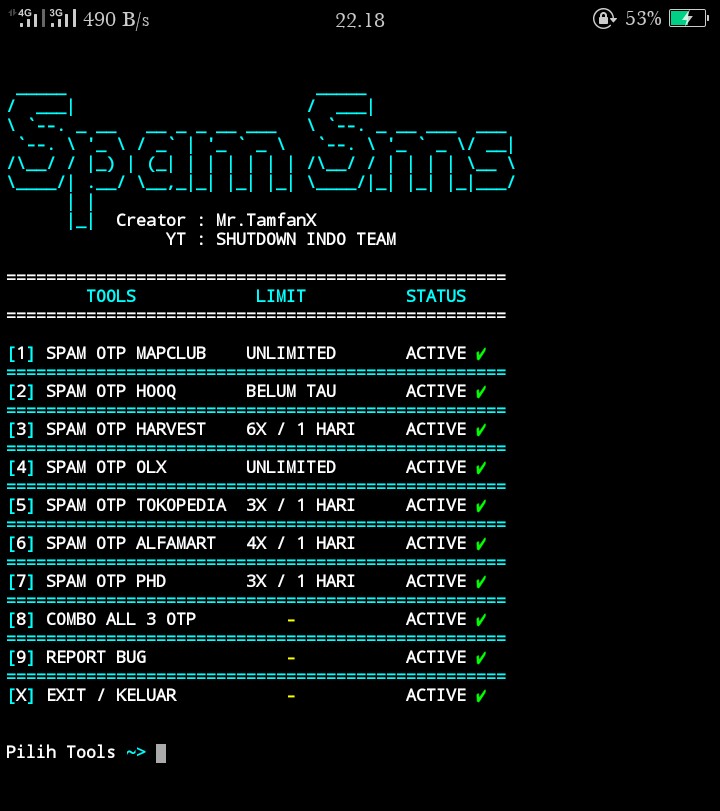 4G 3G 490 B/s 22.18 53%
Spam Sms
Creator : Mr.TamfanX
YT : SHUTDOWN INDO TEAM
==================================================
TOOLS LIMIT STATUS
==================================================
[1] SPAM OTP MAPCLUB UNLIMITED ACTIVE ✔
==================================================
[2] SPAM OTP HOOQ BELUM TAU ACTIVE ✔
==================================================
[3] SPAM OTP HARVEST 6X / 1 HARI ACTIVE ✔
==================================================
[4] SPAM OTP OLX UNLIMITED ACTIVE ✔
==================================================
[5] SPAM OTP TOKOPEDIA 3X / 1 HARI ACTIVE ✔
==================================================
[6] SPAM OTP ALFAMART 4X / 1 HARI ACTIVE ✔
==================================================
[7] SPAM OTP PHD 3X / 1 HARI ACTIVE ✔
==================================================
[8] COMBO ALL 3 OTP - ACTIVE ✔
==================================================
[9] REPORT BUG - ACTIVE ✔
==================================================
[X] EXIT / KELUAR - ACTIVE ✔
Pilih Tools ~>